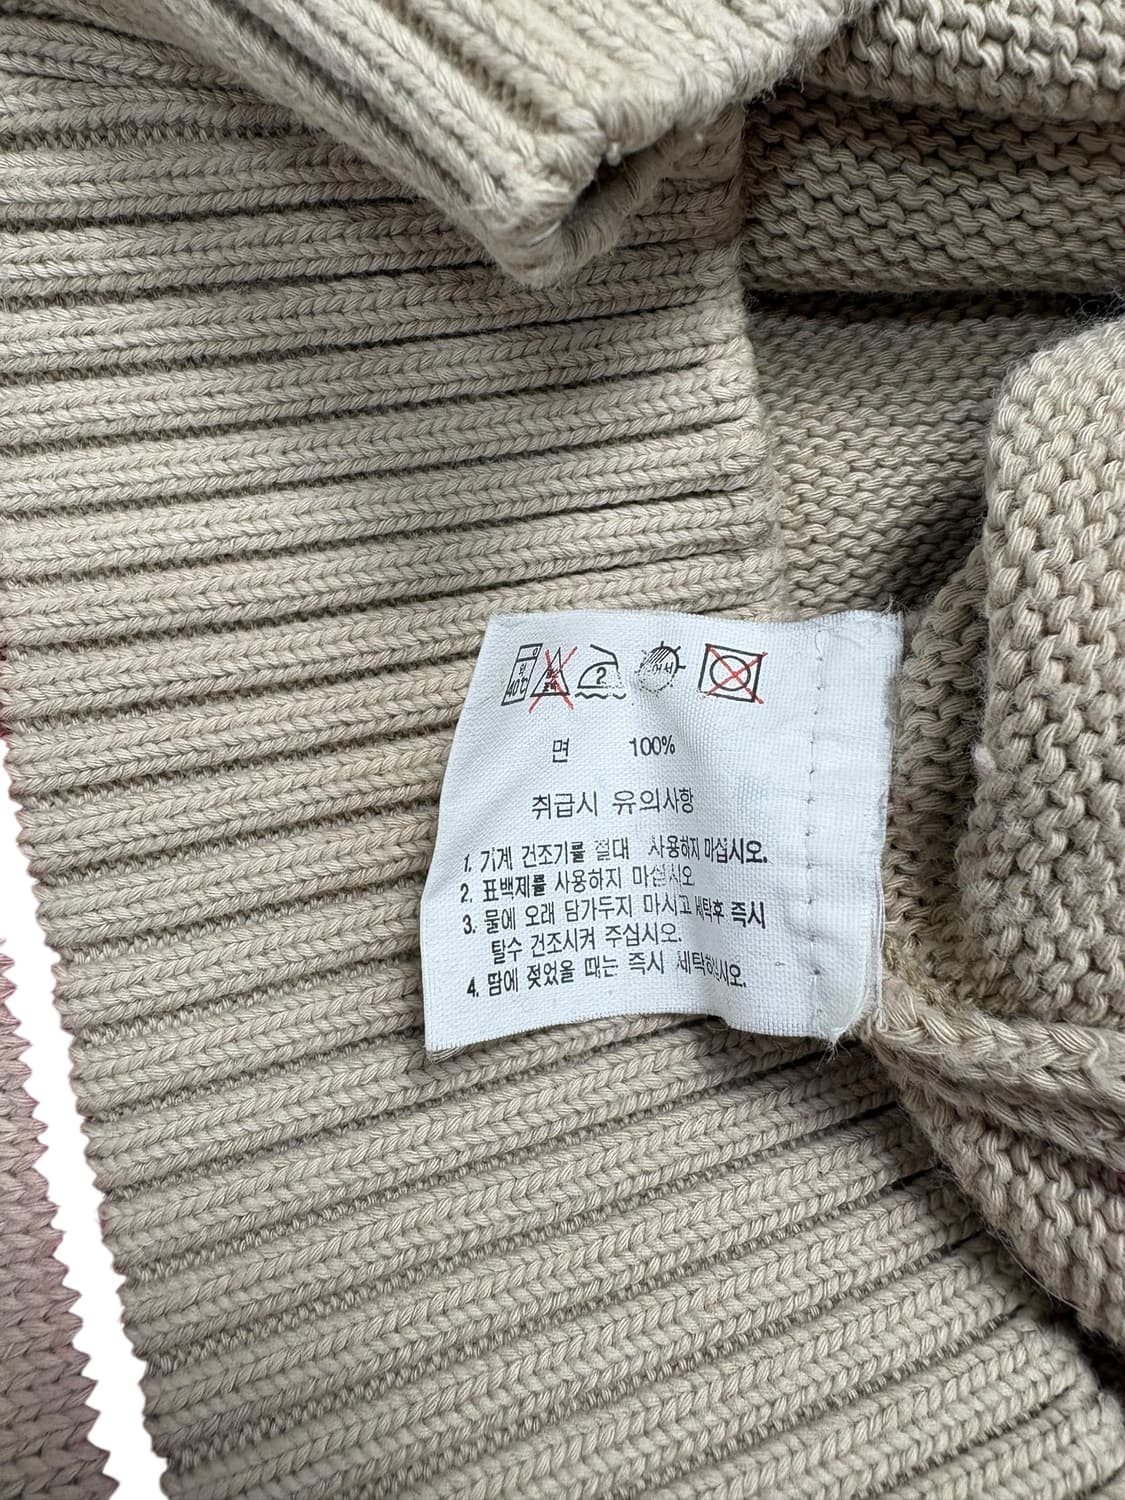 40℃ 2
면 100%
취급시 유의사항
1. 기계 건조기를 절대 사용하지 마십시오.
2. 표백제를 사용하지 마십시오
3. 물에 오래 담가두지 마시고 세탁후 즉시
탈수 건조시켜 주십시오.
4. 땀에 젖었을 때는 즉시 세탁하십시오.